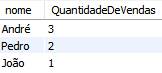 nome QuantidadeDeVendas
André 3
Pedro 2
João 1